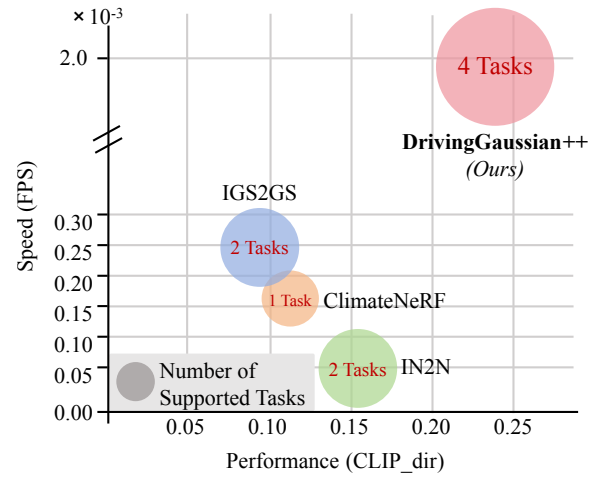 × 10⁻³
2.0
4 Tasks
DrivingGaussian++
(Ours)
Speed (FPS)
IGS2GS
0.30
0.25
2 Tasks
0.20
1 Task
ClimateNeRF
0.15
0.10
2 Tasks
IN2N
0.05
Number of
Supported Tasks
0.00
0.05 0.10 0.15 0.20 0.25
Performance (CLIP_dir)